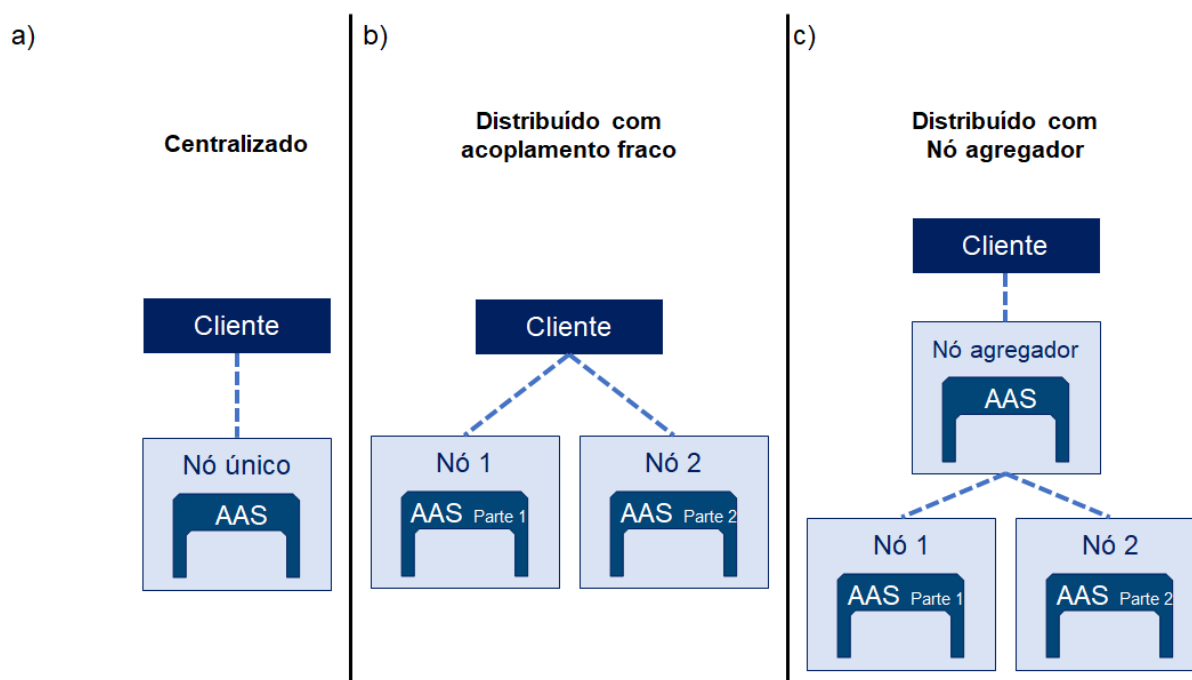 a)
Centralizado
Cliente
Nó único
AAS
b)
Distribuído com
acoplamento fraco
Cliente
Nó 1
AAS Parte 1
Nó 2
AAS Parte 2
c)
Distribuído com
Nó agregador
Cliente
Nó agregador
AAS
Nó 1
AAS Parte 1
Nó 2
AAS Parte 2